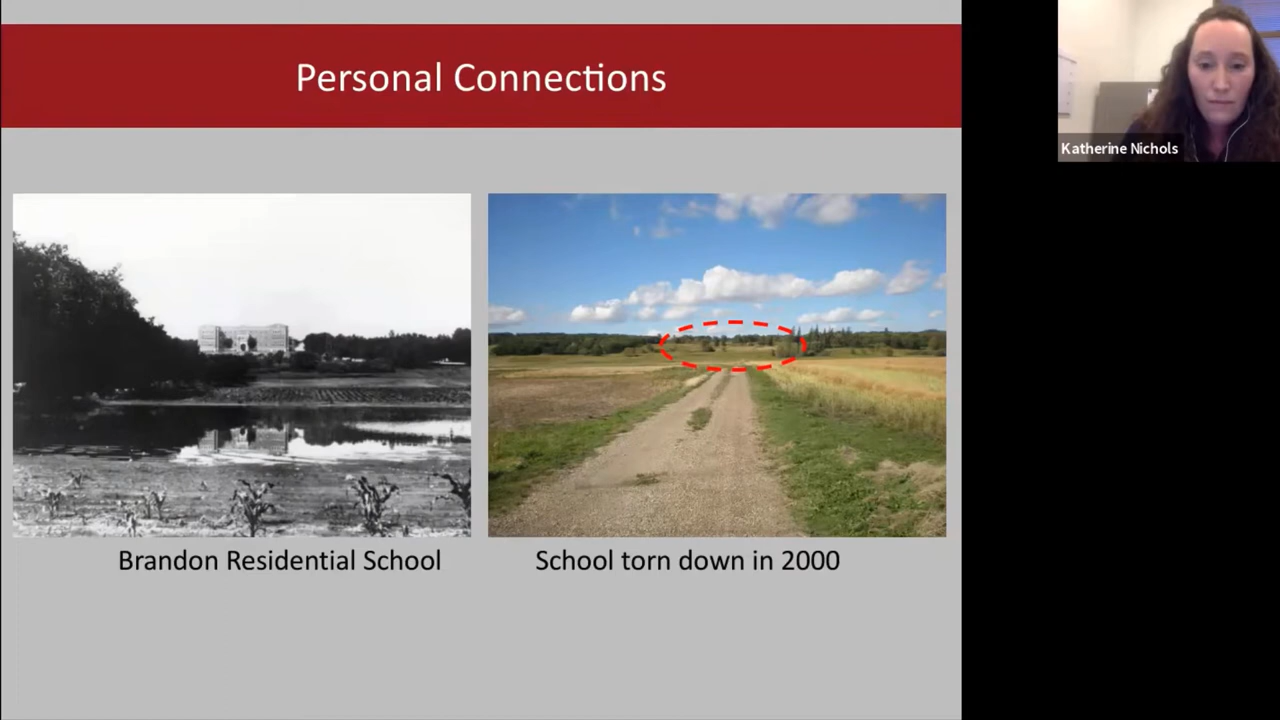 Personal Connections
Katherine Nichols
Brandon Residential School
School torn down in 2000